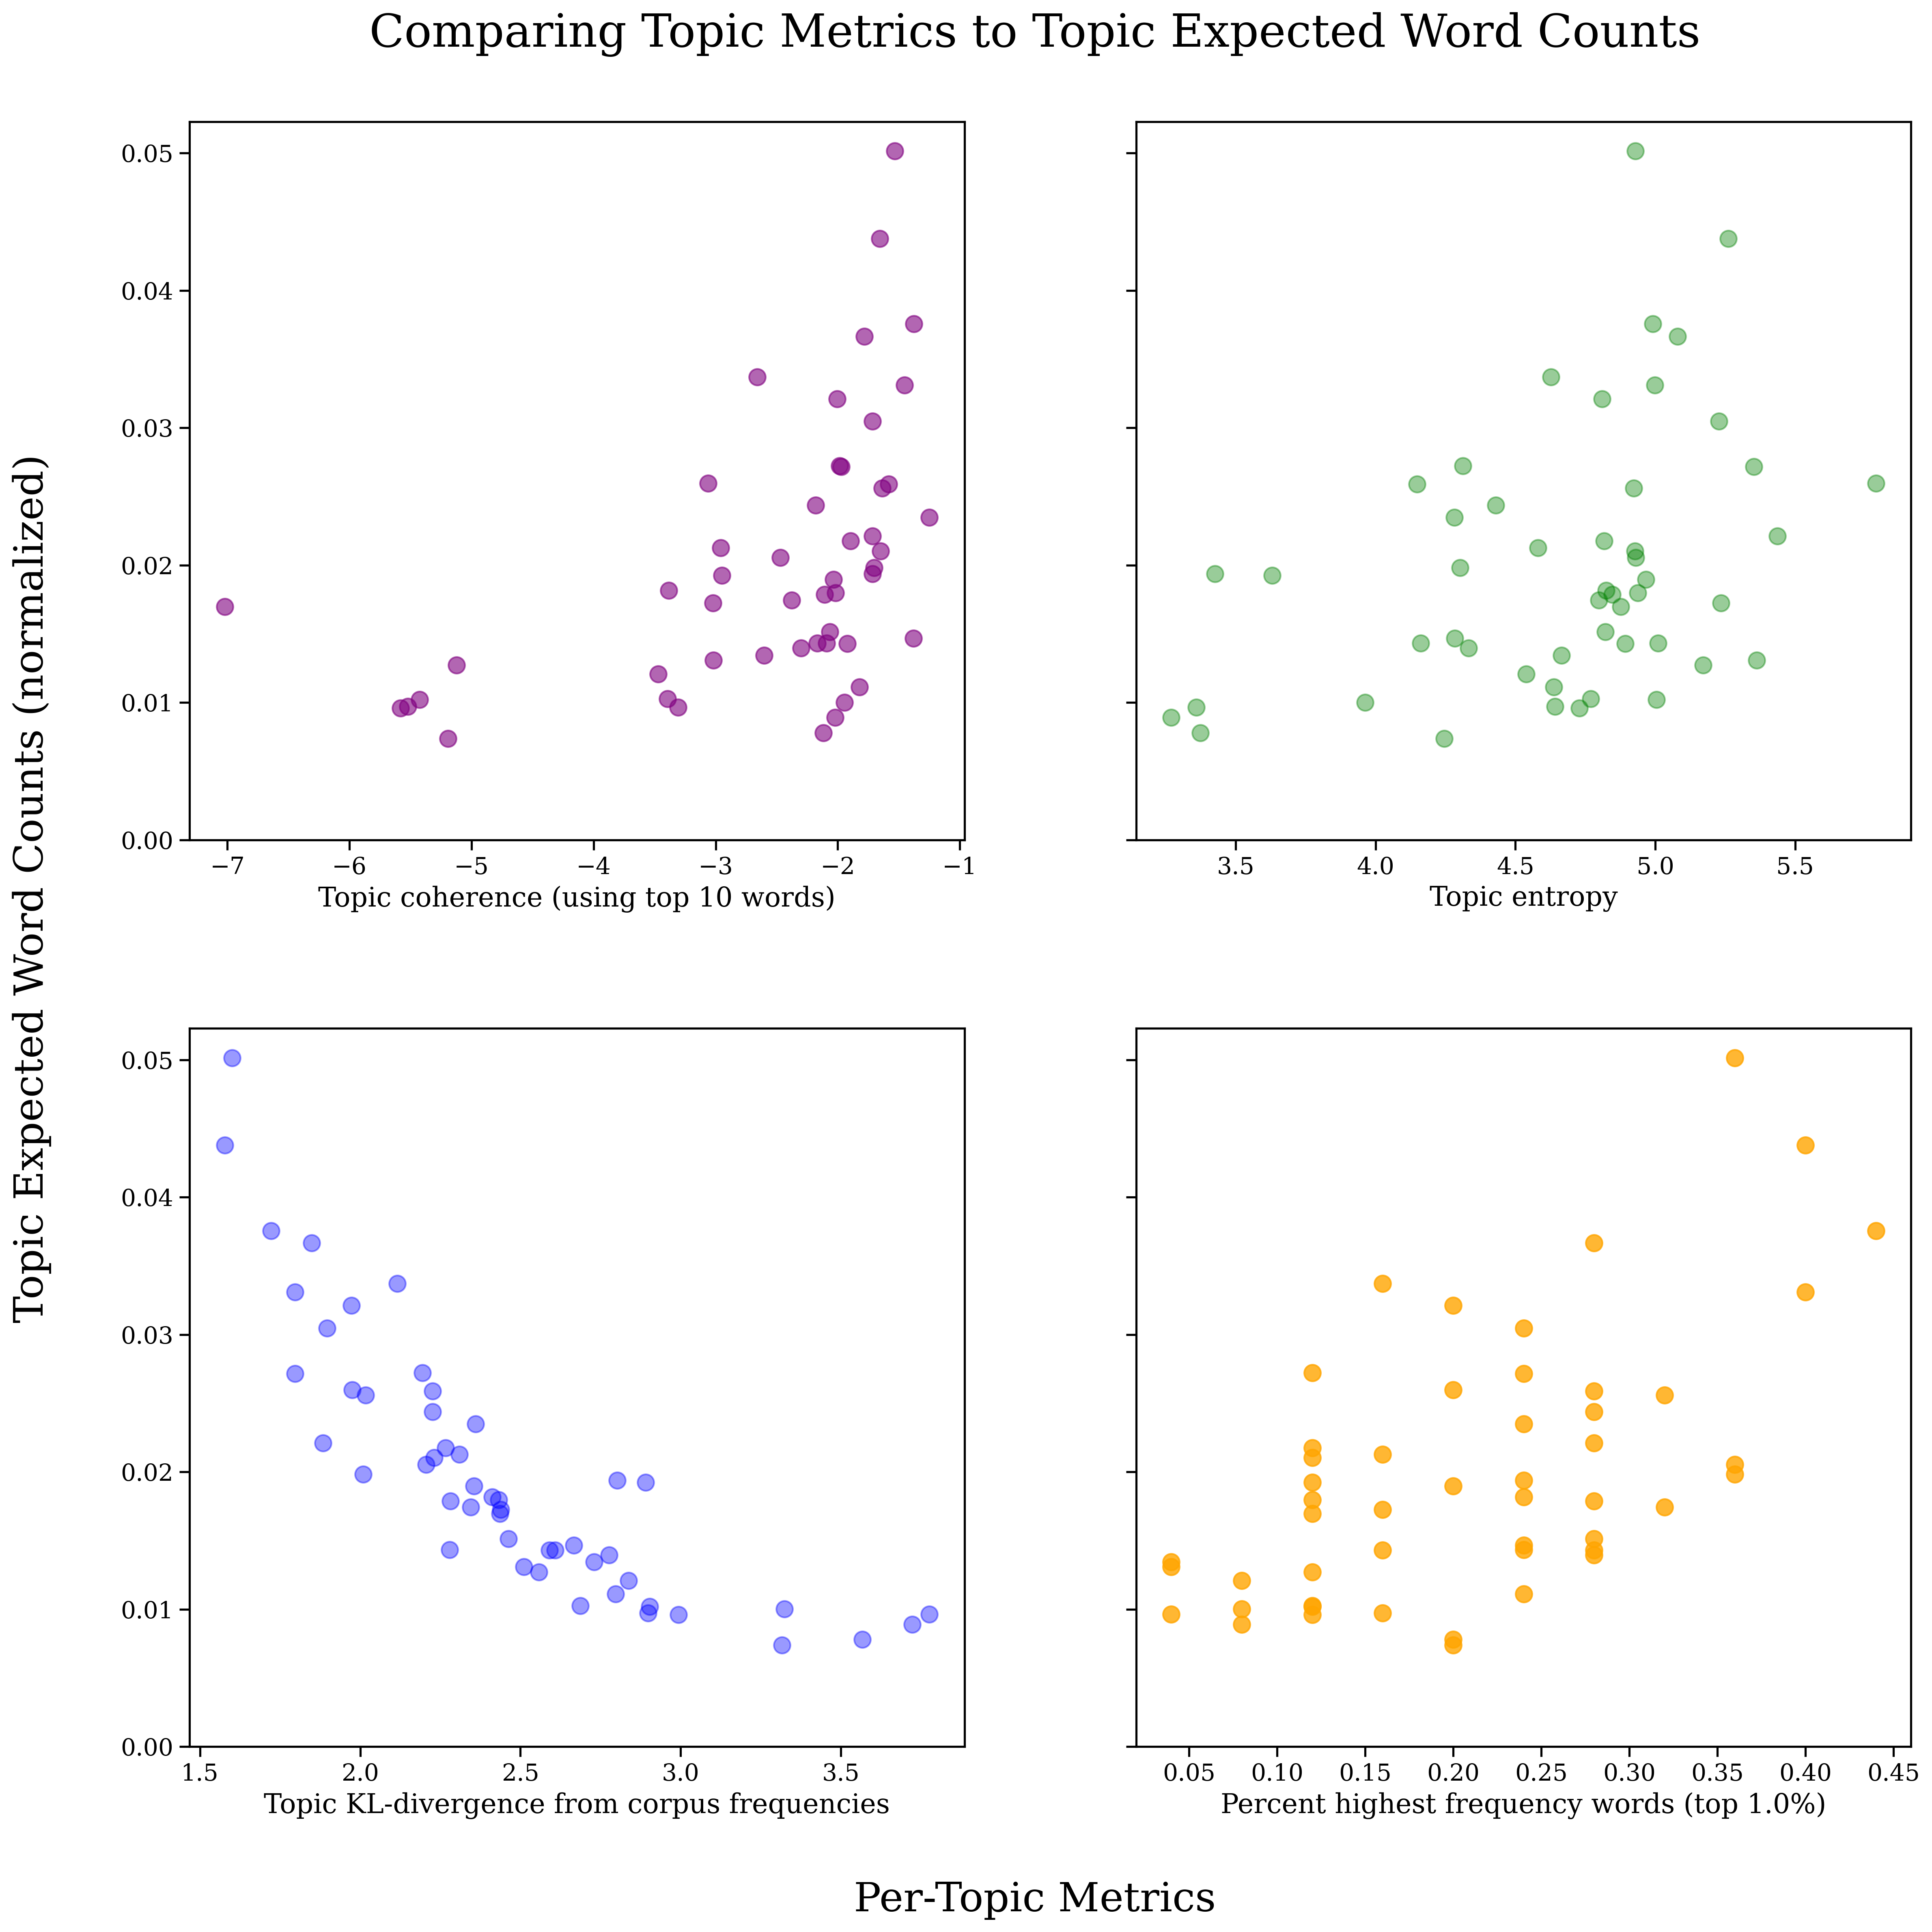 Comparing Topic Metrics to Topic Expected Word Counts
Topic Expected Word Counts (normalized)
0.05
0.04
0.03
0.02
0.01
0.00
−7 −6 −5 −4 −3 −2 −1
Topic coherence (using top 10 words)
3.5 4.0 4.5 5.0 5.5
Topic entropy
0.05
0.04
0.03
0.02
0.01
0.00
1.5 2.0 2.5 3.0 3.5
Topic KL-divergence from corpus frequencies
0.05 0.10 0.15 0.20 0.25 0.30 0.35 0.40 0.45
Percent highest frequency words (top 1.0%)
Per-Topic Metrics